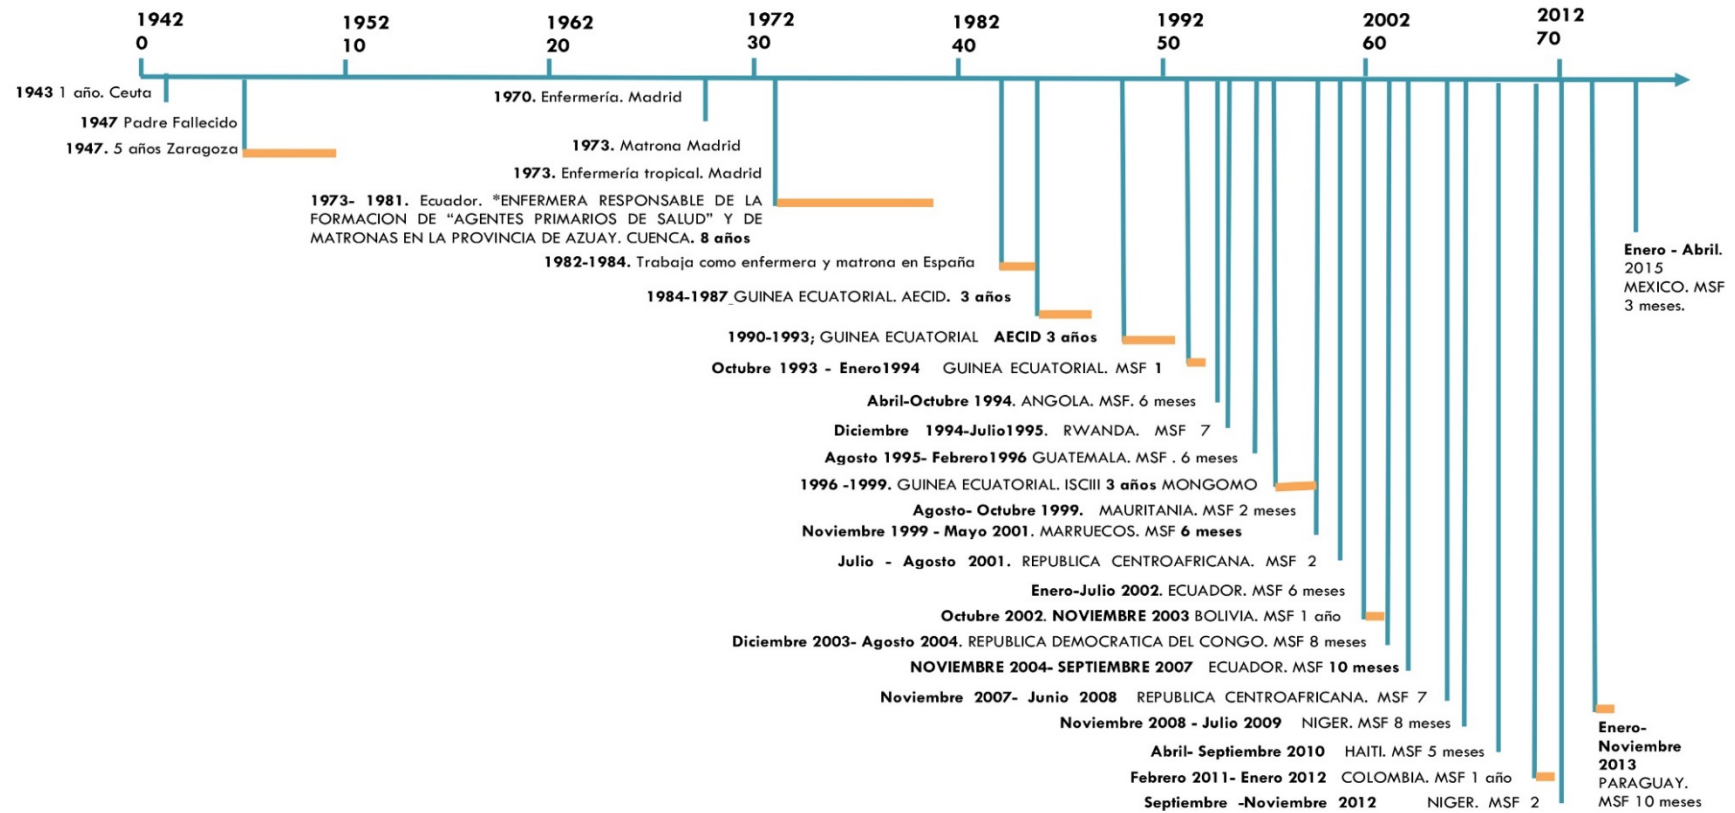 1942 1952 1962 1972 1982 1992 2002 2012
0 10 20 30 40 50 60 70
1943 1 año. Ceuta
1947 Padre Fallecido
1947. 5 años Zaragoza
1970. Enfermería. Madrid
1973. Matrona Madrid
1973. Enfermería tropical. Madrid
1973- 1981. Ecuador. *ENFERMERA RESPONSABLE DE LA
FORMACION DE “AGENTES PRIMARIOS DE SALUD” Y DE
MATRONAS EN LA PROVINCIA DE AZUAY. CUENCA. 8 años
1982-1984. Trabaja como enfermera y matrona en España
1984-1987_GUINEA ECUATORIAL. AECID. 3 años
1990-1993; GUINEA ECUATORIAL AECID 3 años
Octubre 1993 - Enero1994 GUINEA ECUATORIAL. MSF 1
Abril-Octubre 1994. ANGOLA. MSF. 6 meses
Diciembre 1994-Julio1995. RWANDA. MSF 7
Agosto 1995- Febrero1996 GUATEMALA. MSF . 6 meses
1996 -1999. GUINEA ECUATORIAL. ISCIII 3 años MONGOMO
Agosto- Octubre 1999. MAURITANIA. MSF 2 meses
Noviembre 1999 - Mayo 2001. MARRUECOS. MSF 6 meses
Julio - Agosto 2001. REPUBLICA CENTROAFRICANA. MSF 2
Enero-Julio 2002. ECUADOR. MSF 6 meses
Octubre 2002. NOVIEMBRE 2003 BOLIVIA. MSF 1 año
Diciembre 2003- Agosto 2004. REPUBLICA DEMOCRATICA DEL CONGO. MSF 8 meses
NOVIEMBRE 2004- SEPTIEMBRE 2007 ECUADOR. MSF 10 meses
Noviembre 2007- Junio 2008 REPUBLICA CENTROAFRICANA. MSF 7
Noviembre 2008 - Julio 2009 NIGER. MSF 8 meses
Abril- Septiembre 2010 HAITI. MSF 5 meses
Febrero 2011- Enero 2012 COLOMBIA. MSF 1 año
Septiembre -Noviembre 2012 NIGER. MSF 2
Enero-
Noviembre
2013
PARAGUAY.
MSF 10 meses
Enero - Abril.
2015
MEXICO. MSF
3 meses.